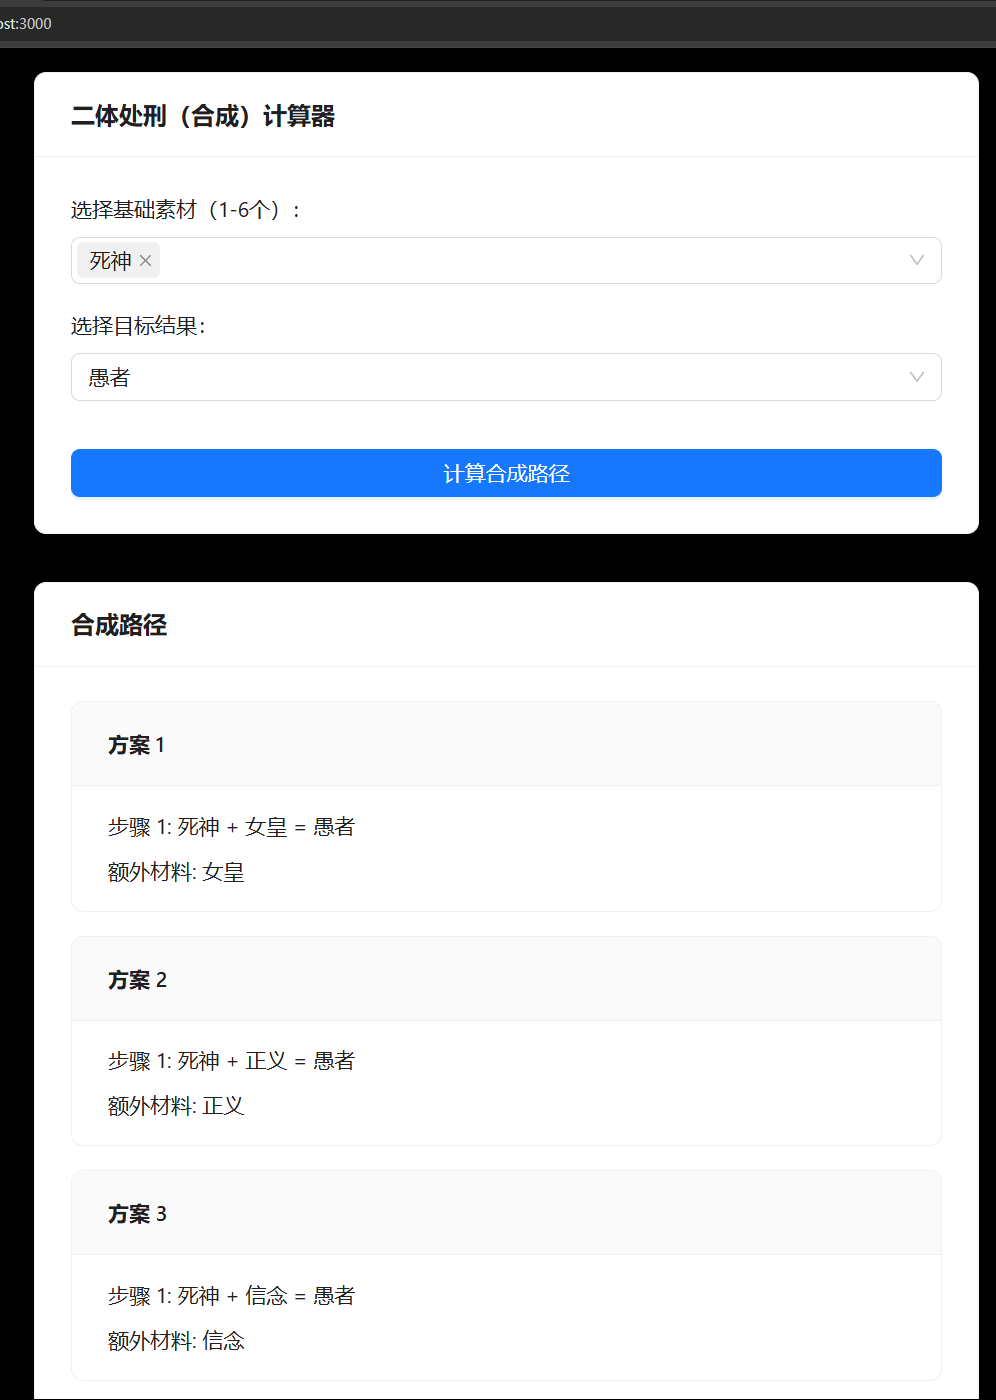 ost:3000
二体处刑（合成）计算器
选择基础素材（1-6个）:
死神
选择目标结果:
愚者
计算合成路径
合成路径
方案 1
步骤 1: 死神 + 女皇 = 愚者
额外材料: 女皇
方案 2
步骤 1: 死神 + 正义 = 愚者
额外材料: 正义
方案 3
步骤 1: 死神 + 信念 = 愚者
额外材料: 信念